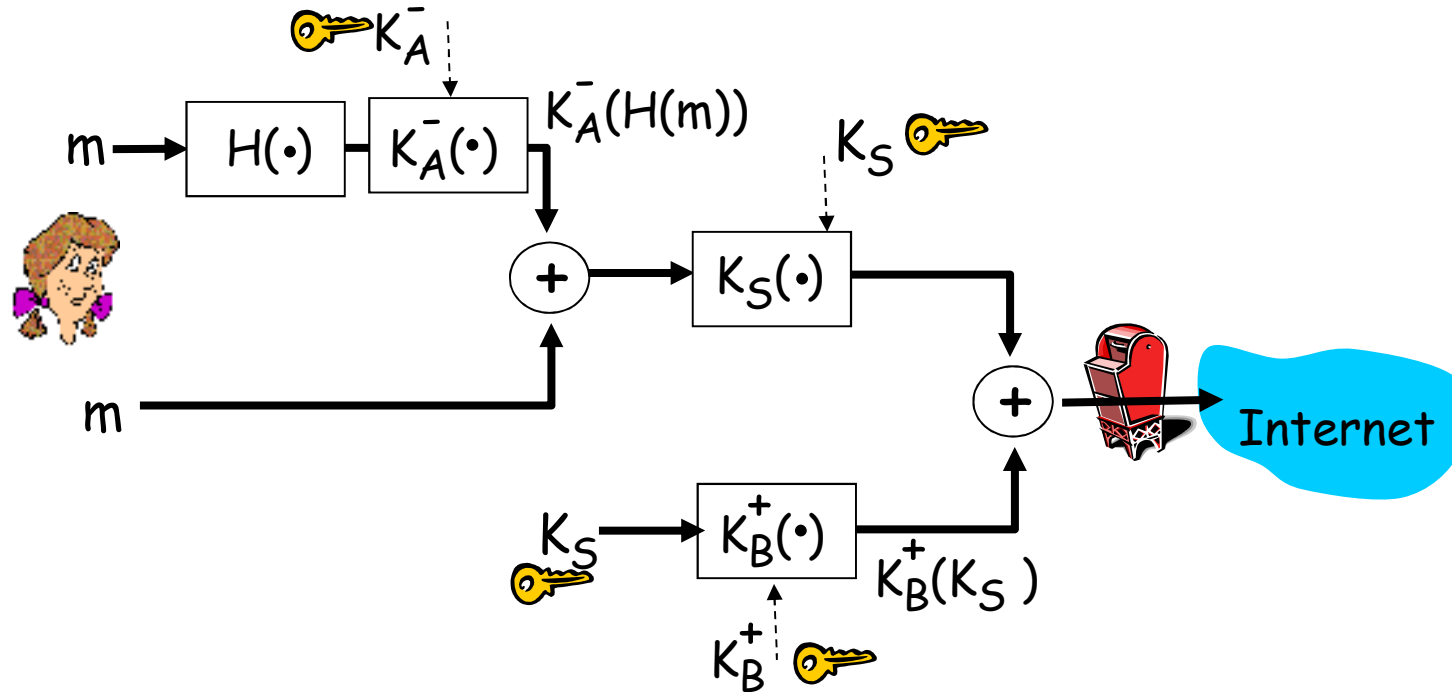 K_A^-
m
H(•)
K_A^-(•)
K_A^-(H(m))
K_S
+
K_S(•)
m
+
Internet
K_S
K_B^+(•)
K_B^+(K_S )
K_B^+